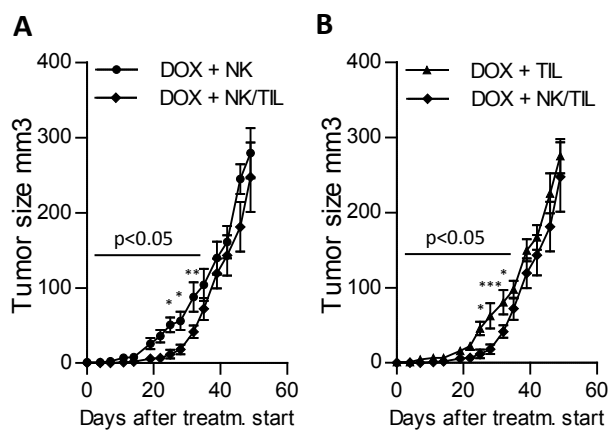 A
B
DOX + NK
DOX + NK/TIL
DOX + TIL
DOX + NK/TIL
Tumor size mm3
400
300
200
100
0
p<0.05
*
*
**
0
20
40
60
Days after treatm. start
Tumor size mm3
400
300
200
100
0
p<0.05
*
***
*
0
20
40
60
Days after treatm. start